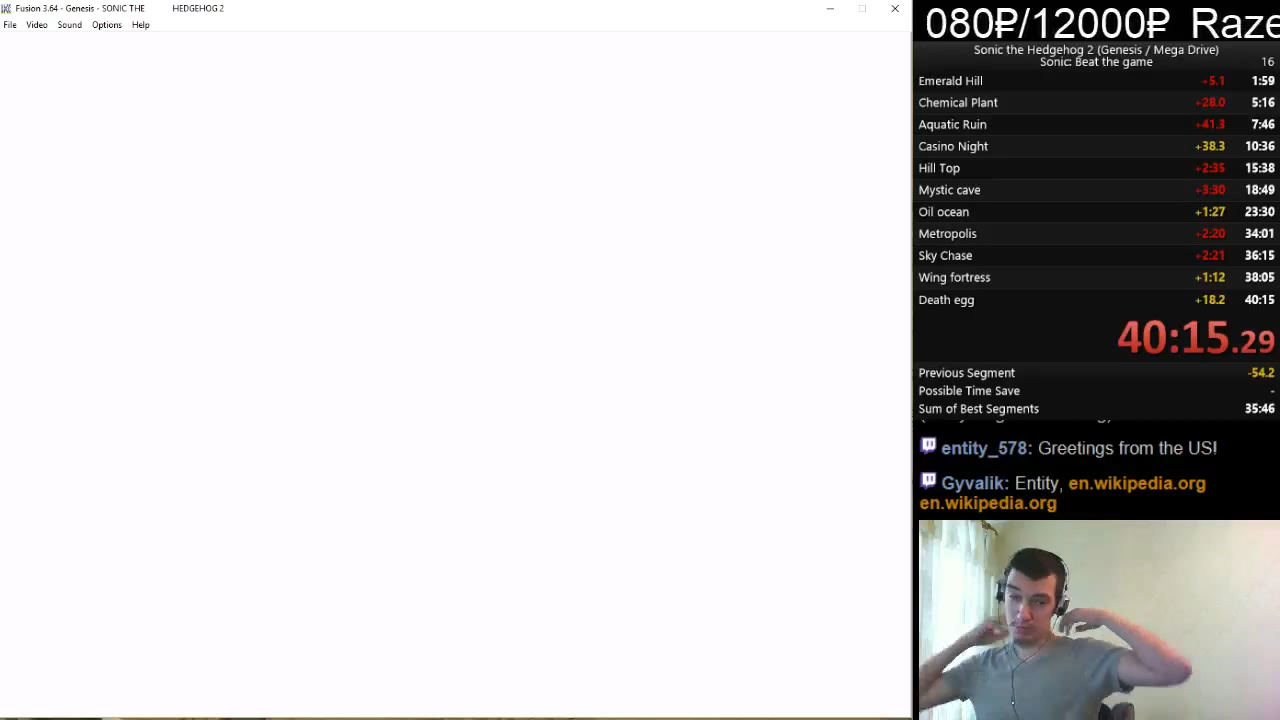 Fusion 3.64 - Genesis - SONIC THE HEDGEHOG 2
File Video Sound Options Help
080₽/12000₽ Raze
Sonic the Hedgehog 2 (Genesis / Mega Drive)
Sonic: Beat the game 16
Emerald Hill +5.1 1:59
Chemical Plant +28.0 5:16
Aquatic Ruin +41.3 7:46
Casino Night +38.3 10:36
Hill Top +2:35 15:38
Mystic cave +3:30 18:49
Oil ocean +1:27 23:30
Metropolis +2:20 34:01
Sky Chase +2:21 36:15
Wing fortress +1:12 38:05
Death egg +18.2 40:15
40:15.29
Previous Segment -54.2
Possible Time Save -
Sum of Best Segments 35:46
entity_578: Greetings from the US!
Gyvalik: Entity, en.wikipedia.org
en.wikipedia.org